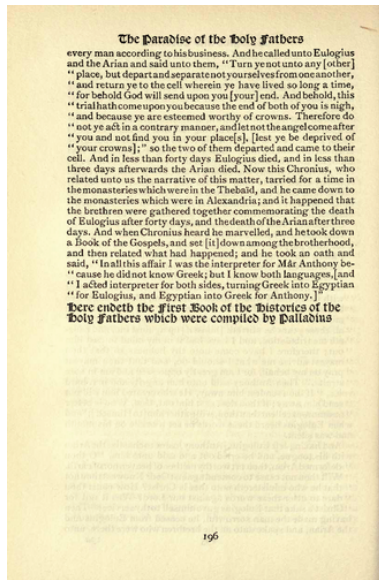 The Paradise of the Holy Fathers
every man according to his business. And he called unto Eulogius
and the Arian and said unto them, “Turn ye not unto any [other]
“place, but depart and separate not yourselves from one another,
“and return ye to the cell wherein ye have lived so long a time,
“for behold God will send upon you [your] end. And behold, this
“trial hath come upon you because the end of both of you is nigh,
“and because ye are esteemed worthy of crowns. Therefore do
“not ye act in a contrary manner, and let not the angel come after
“you and not find you in your place[s], [lest ye be deprived of
“your crowns];” so the two of them departed and came to their
cell. And in less than forty days Eulogius died, and in less than
three days afterwards the Arian died. Now this Chronius, who
related unto us the narrative of this matter, tarried for a time in
the monasteries which were in the Thebaïd, and he came down to
the monasteries which were in Alexandria; and it happened that
the brethren were gathered together commemorating the death
of Eulogius after forty days, and the death of the Arian after three
days. And when Chronius heard he marvelled, and he took down
a Book of the Gospels, and set [it] down among the brotherhood,
and then related what had happened; and he took an oath and
said, “In all this affair I was the interpreter for Mâr Anthony be-
“cause he did not know Greek; but I know both languages, [and
“I acted interpreter for both sides, turning Greek into Egyptian
“for Eulogius, and Egyptian into Greek for Anthony.]”
Here endeth the First Book of the Histories of the
Holy Fathers which were compiled by Palladius
196